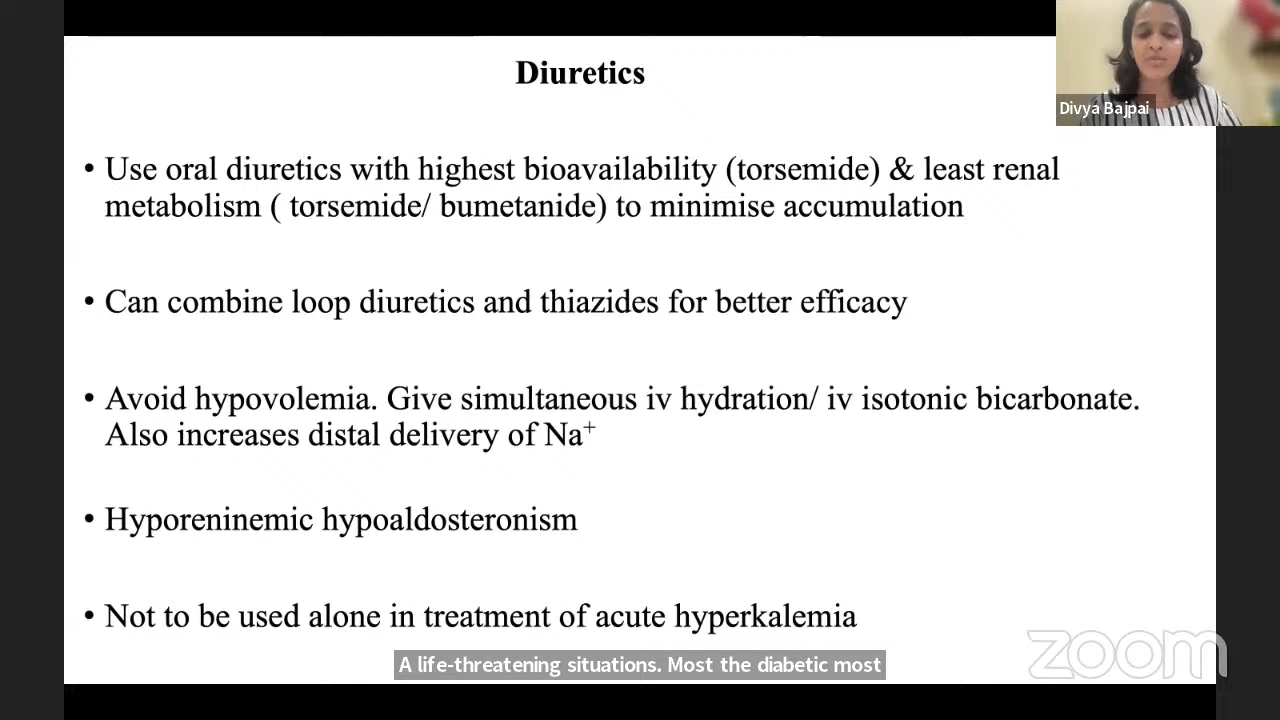 Diuretics
Divya Bajpai
• Use oral diuretics with highest bioavailability (torsemide) & least renal
metabolism ( torsemide/ bumetanide) to minimise accumulation
• Can combine loop diuretics and thiazides for better efficacy
• Avoid hypovolemia. Give simultaneous iv hydration/ iv isotonic bicarbonate.
Also increases distal delivery of Na⁺
• Hyporeninemic hypoaldosteronism
• Not to be used alone in treatment of acute hyperkalemia
zoom
A life-threatening situations. Most the diabetic most